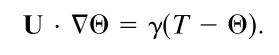 U · ∇Θ = γ(T − Θ).